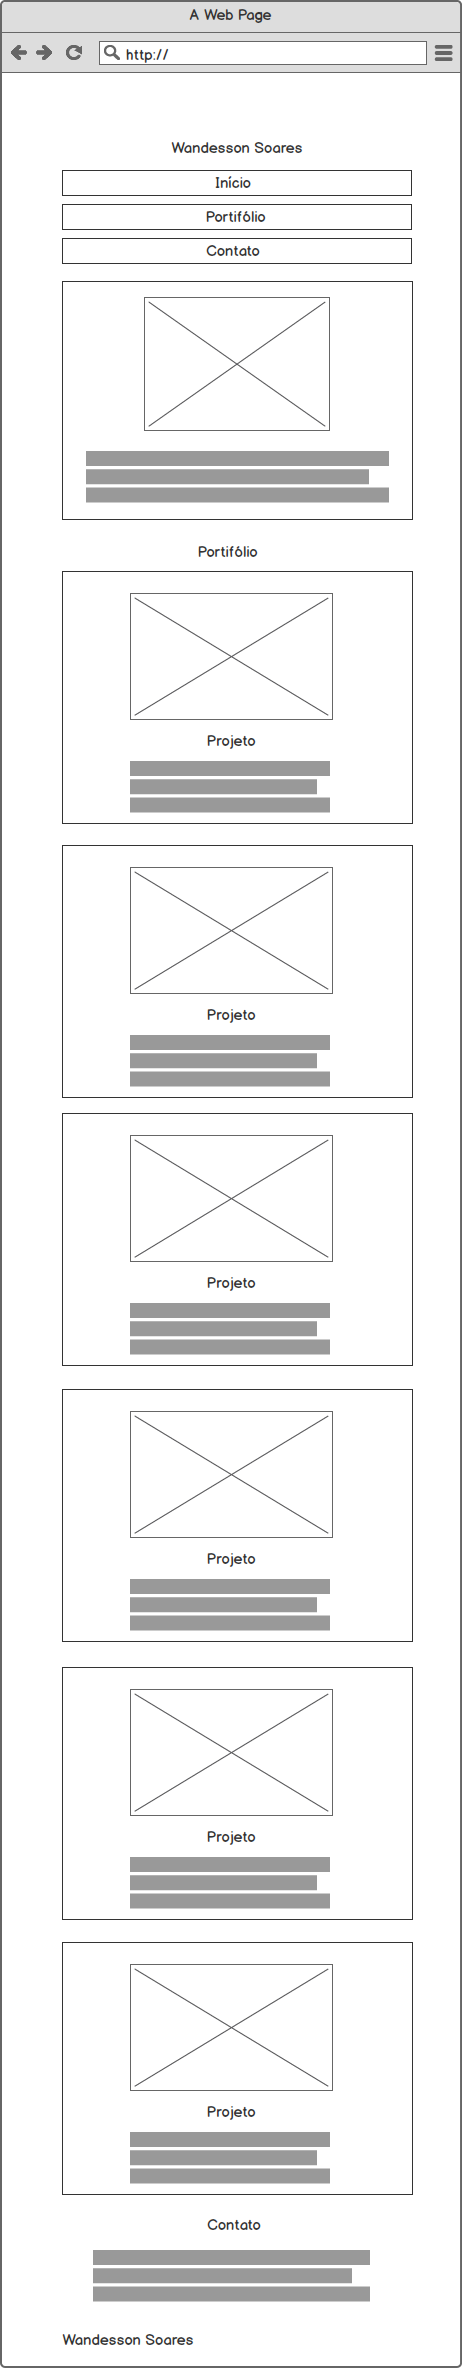 A Web Page
http://
Wandesson Soares
Início
Portifólio
Contato
Portifólio
Projeto
Projeto
Projeto
Projeto
Projeto
Projeto
Contato
Wandesson Soares